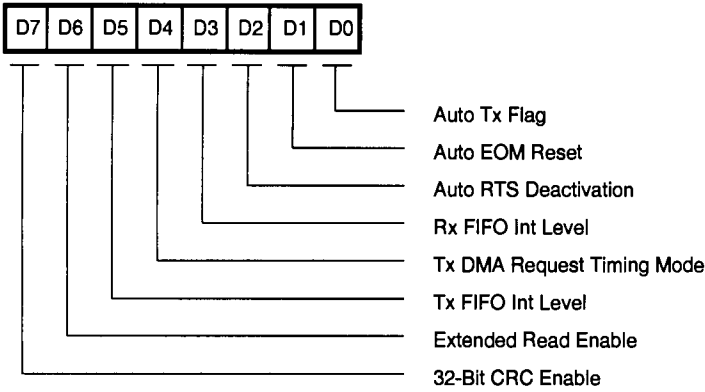 D7 D6 D5 D4 D3 D2 D1 D0
Auto Tx Flag
Auto EOM Reset
Auto RTS Deactivation
Rx FIFO Int Level
Tx DMA Request Timing Mode
Tx FIFO Int Level
Extended Read Enable
32-Bit CRC Enable